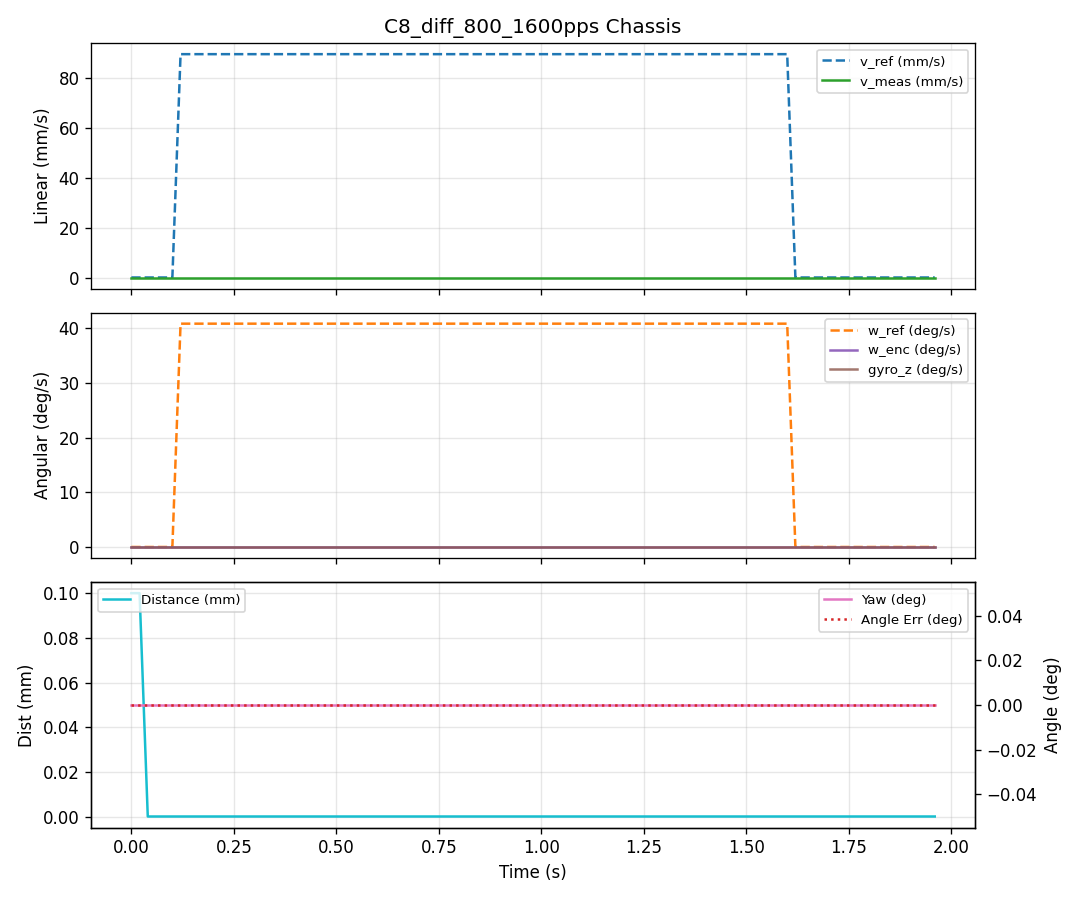 C8_diff_800_1600pps Chassis
v_ref (mm/s)
v_meas (mm/s)
Linear (mm/s)
80
60
40
20
0
w_ref (deg/s)
w_enc (deg/s)
gyro_z (deg/s)
Angular (deg/s)
40
30
20
10
0
Distance (mm)
Yaw (deg)
Angle Err (deg)
Dist (mm)
0.10
0.08
0.06
0.04
0.02
0.00
0.04
0.02
0.00
−0.02
−0.04
Angle (deg)
0.00 0.25 0.50 0.75 1.00 1.25 1.50 1.75 2.00
Time (s)